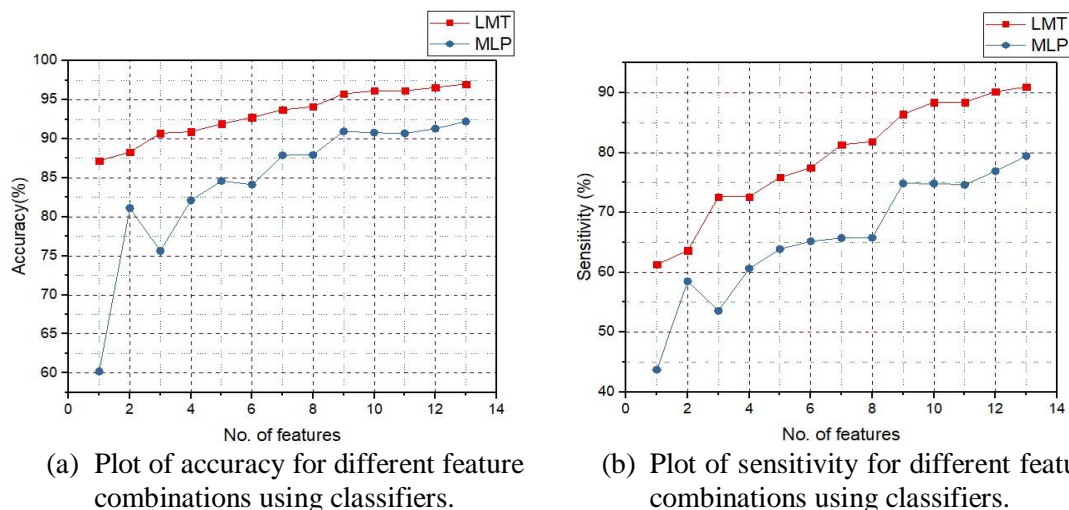 LMT
MLP
100
95
90
85
80
75
70
65
60
Accuracy(%)
0 2 4 6 8 10 12 14
No. of features
(a) Plot of accuracy for different feature
combinations using classifiers.
LMT
MLP
90
80
70
60
50
40
Sensitivity (%)
0 2 4 6 8 10 12 14
No. of features
(b) Plot of sensitivity for different featu
combinations using classifiers.